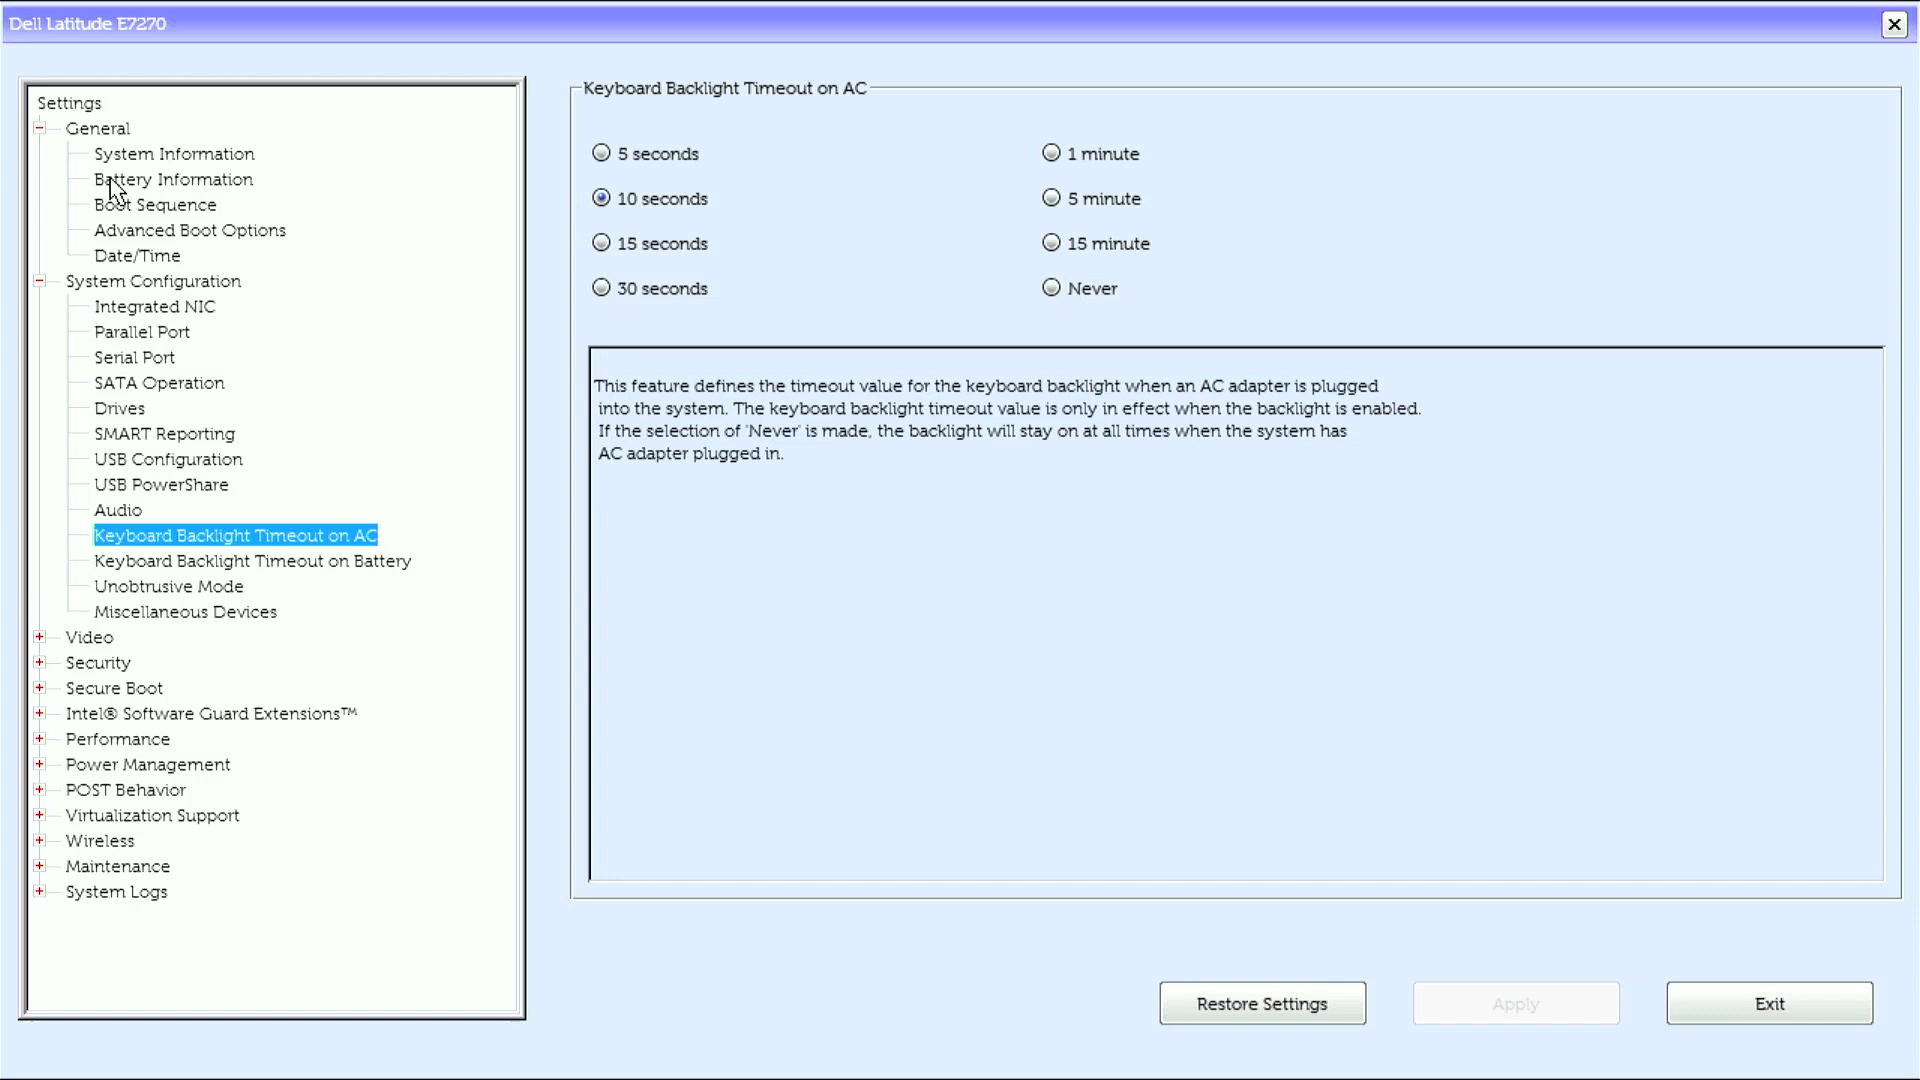 Dell Latitude E7270
Settings
General
System Information
Battery Information
Boot Sequence
Advanced Boot Options
Date/Time
System Configuration
Integrated NIC
Parallel Port
Serial Port
SATA Operation
Drives
SMART Reporting
USB Configuration
USB PowerShare
Audio
Keyboard Backlight Timeout on AC
Keyboard Backlight Timeout on Battery
Unobtrusive Mode
Miscellaneous Devices
Video
Security
Secure Boot
Intel® Software Guard Extensions™
Performance
Power Management
POST Behavior
Virtualization Support
Wireless
Maintenance
System Logs
Keyboard Backlight Timeout on AC
5 seconds
1 minute
10 seconds
5 minute
15 seconds
15 minute
30 seconds
Never
This feature defines the timeout value for the keyboard backlight when an AC adapter is plugged
into the system. The keyboard backlight timeout value is only in effect when the backlight is enabled.
If the selection of 'Never' is made, the backlight will stay on at all times when the system has
AC adapter plugged in.
Restore Settings
Apply
Exit